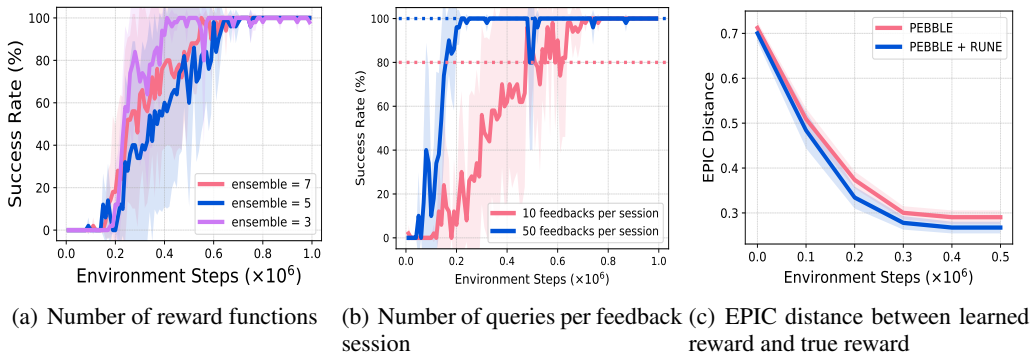 100
80
60
40
20
0
Success Rate (%)
0.0 0.2 0.4 0.6 0.8 1.0
Environment Steps (×10⁶)
ensemble = 7
ensemble = 5
ensemble = 3
100
80
60
40
20
0
Success Rate (%)
0.0 0.2 0.4 0.6 0.8 1.0
Environment Steps (×10⁶)
10 feedbacks per session
50 feedbacks per session
0.7
0.6
0.5
0.4
0.3
EPIC Distance
0.0 0.1 0.2 0.3 0.4 0.5
Environment Steps (×10⁶)
PEBBLE
PEBBLE + RUNE
(a) Number of reward functions
(b) Number of queries per feedback
session
(c) EPIC distance between learned
reward and true reward